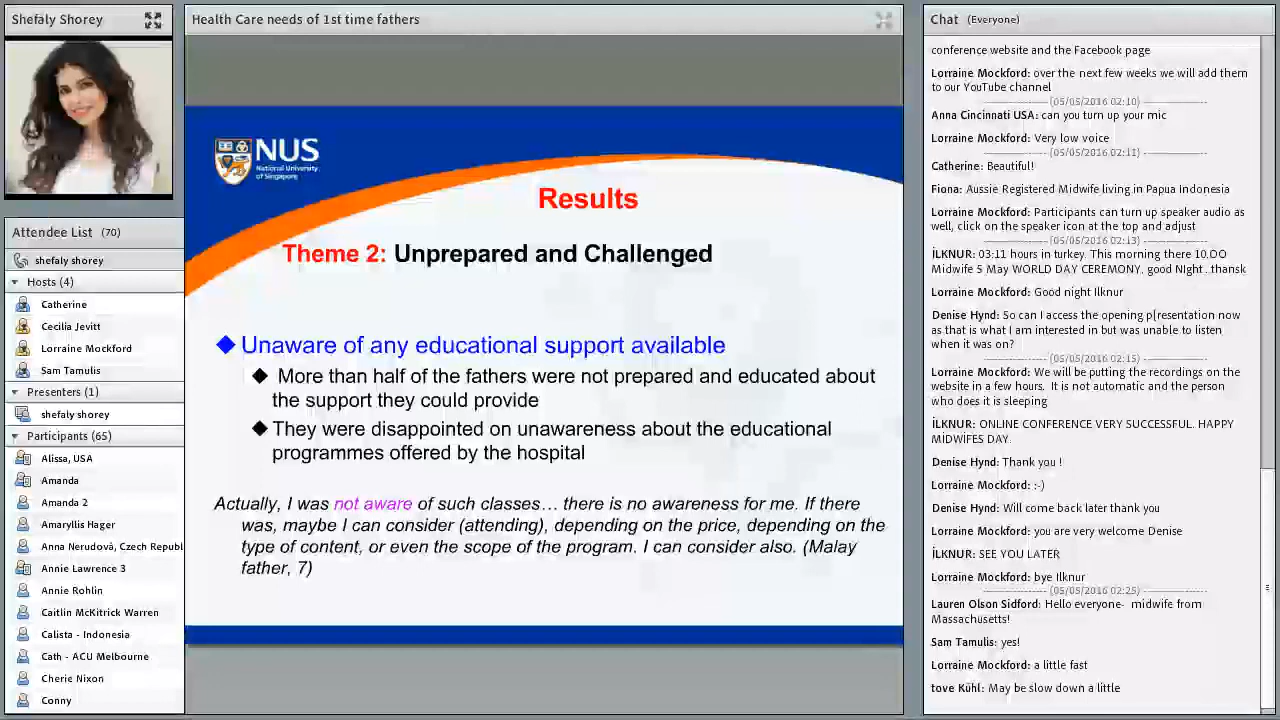 Shefaly Shorey
Attendee List (70)
shefaly shorey
Hosts (4)
Catherine
Cecilia Jevitt
Lorraine Mockford
Sam Tamulis
Presenters (1)
shefaly shorey
Participants (65)
Alissa, USA
Amanda
Amanda 2
Amaryllis Hager
Anna Nerudová, Czech Republ
Annie Lawrence 3
Annie Rohlin
Caitlin McKitrick Warren
Calista - Indonesia
Cath - ACU Melbourne
Cherie Nixon
Conny
Health Care needs of 1st time fathers
NUS
National University
of Singapore
Results
Theme 2: Unprepared and Challenged
Unaware of any educational support available
More than half of the fathers were not prepared and educated about
the support they could provide
They were disappointed on unawareness about the educational
programmes offered by the hospital
Actually, I was not aware of such classes… there is no awareness for me. If there
was, maybe I can consider (attending), depending on the price, depending on the
type of content, or even the scope of the program. I can consider also. (Malay
father, 7)
Chat (Everyone)
conference website and the Facebook page
Lorraine Mockford: over the next few weeks we will add them
to our YouTube channel
(05/05/2016 02:10)
Anna Cincinnati USA: can you turn up your mic
Lorraine Mockford: Very low voice
(05/05/2016 02:11)
Catherine: Beautiful!
Fiona: Aussie Registered Midwife living in Papua Indonesia
Lorraine Mockford: Participants can turn up speaker audio as
well, click on the speaker icon at the top and adjust
(05/05/2016 02:13)
İLKNUR: 03:11 hours in turkey. This morning there 10.OO
Midwife 5 May WORLD DAY CEREMONY. good NIght . thansk
Lorraine Mockford: Good night Ilknur
Denise Hynd: So can I access the opening p[resentation now
as that is what I am interested in but was unable to listen
when it was on?
(05/05/2016 02:15)
Lorraine Mockford: We will be putting the recordings on the
website in a few hours. It is not automatic and the person
who does it is sleeping
İLKNUR: ONLINE CONFERENCE VERY SUCCESSFUL. HAPPY
MİDWİFES DAY.
Denise Hynd: Thank you !
Lorraine Mockford: :-)
Denise Hynd: Will come back later thank you
Lorraine Mockford: you are very welcome Denise
İLKNUR: SEE YOU LATER
Lorraine Mockford: bye Ilknur
(05/05/2016 02:25)
Lauren Olson Sidford: Hello everyone- midwife from
Massachusetts!
Sam Tamulis: yes!
Lorraine Mockford: a little fast
tove Kühl: May be slow down a little